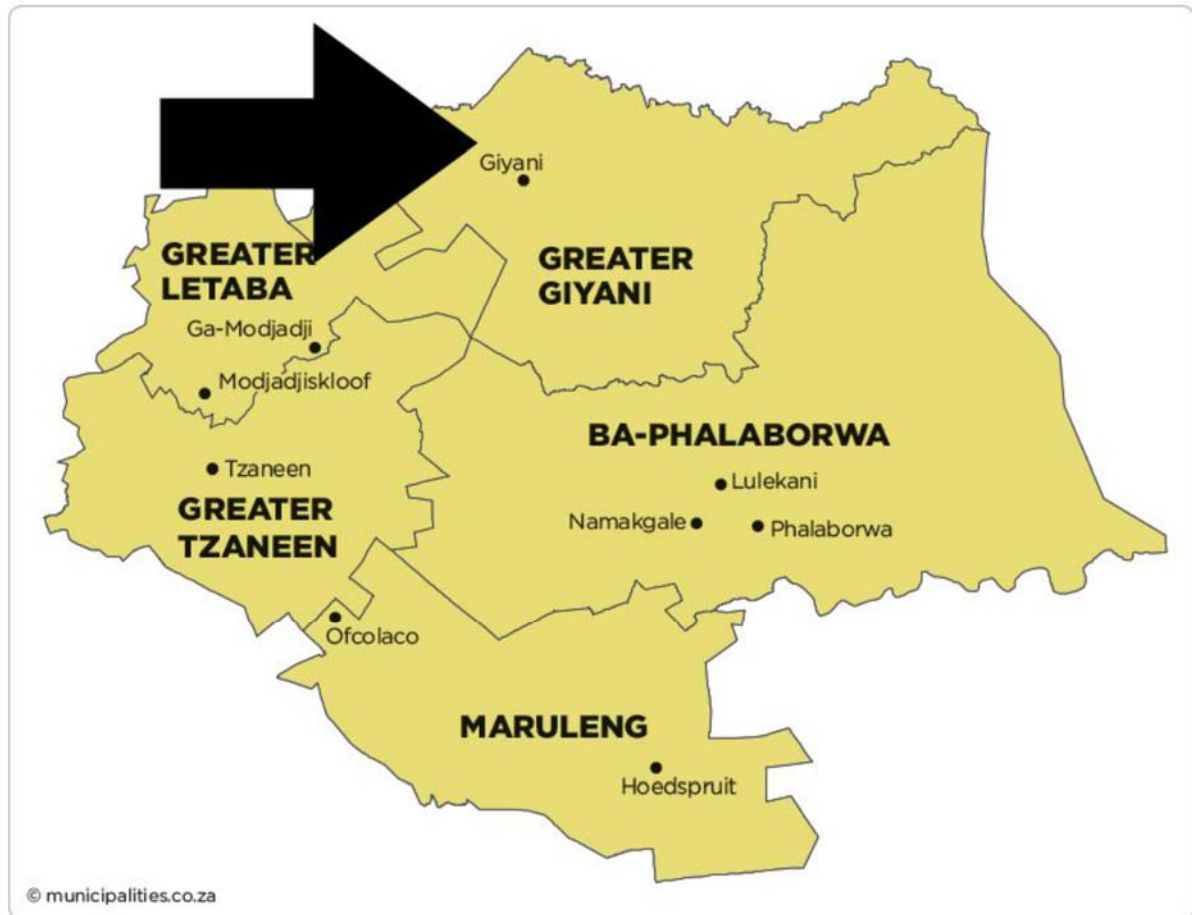 Giyani
GREATER
LETABA
GREATER
GIYANI
Ga-Modjadji
Modjadjiskloof
BA-PHALABORWA
Tzaneen
Lulekani
GREATER
TZANEEN
Namakgale
Phalaborwa
Ofcolaco
MARULENG
Hoedspruit
© municipalities.co.za